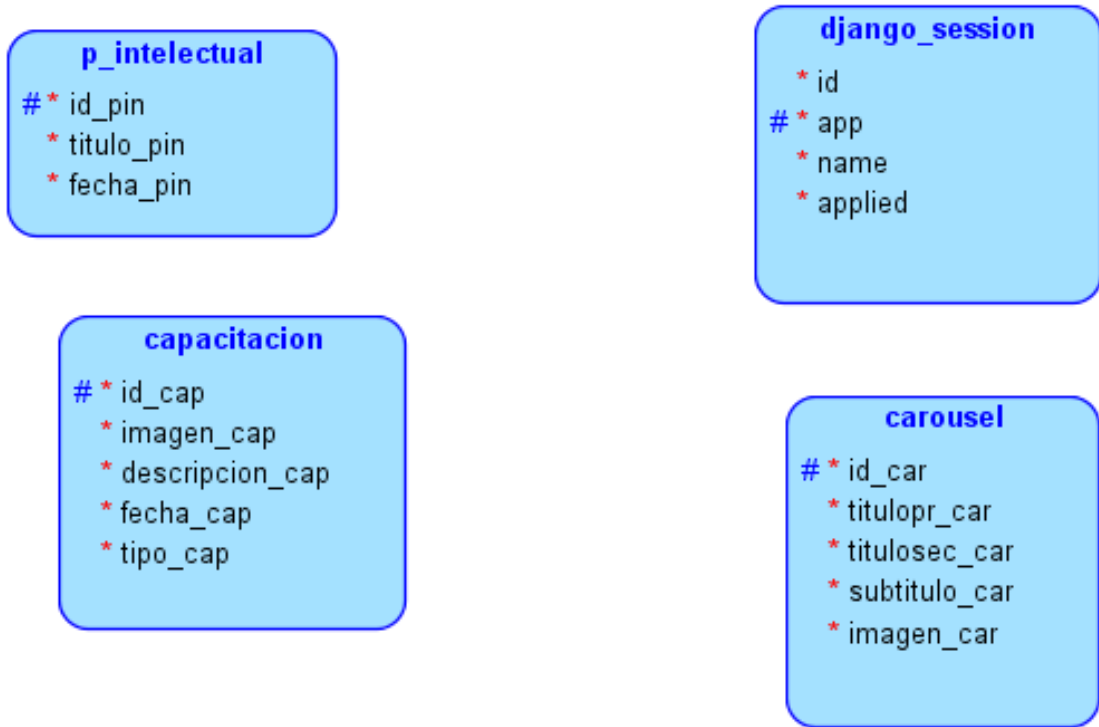 p_intelectual
# * id_pin
* titulo_pin
* fecha_pin
django_session
* id
# * app
* name
* applied
capacitacion
# * id_cap
* imagen_cap
* descripcion_cap
* fecha_cap
* tipo_cap
carousel
# * id_car
* titulopr_car
* titulosec_car
* subtitulo_car
* imagen_car